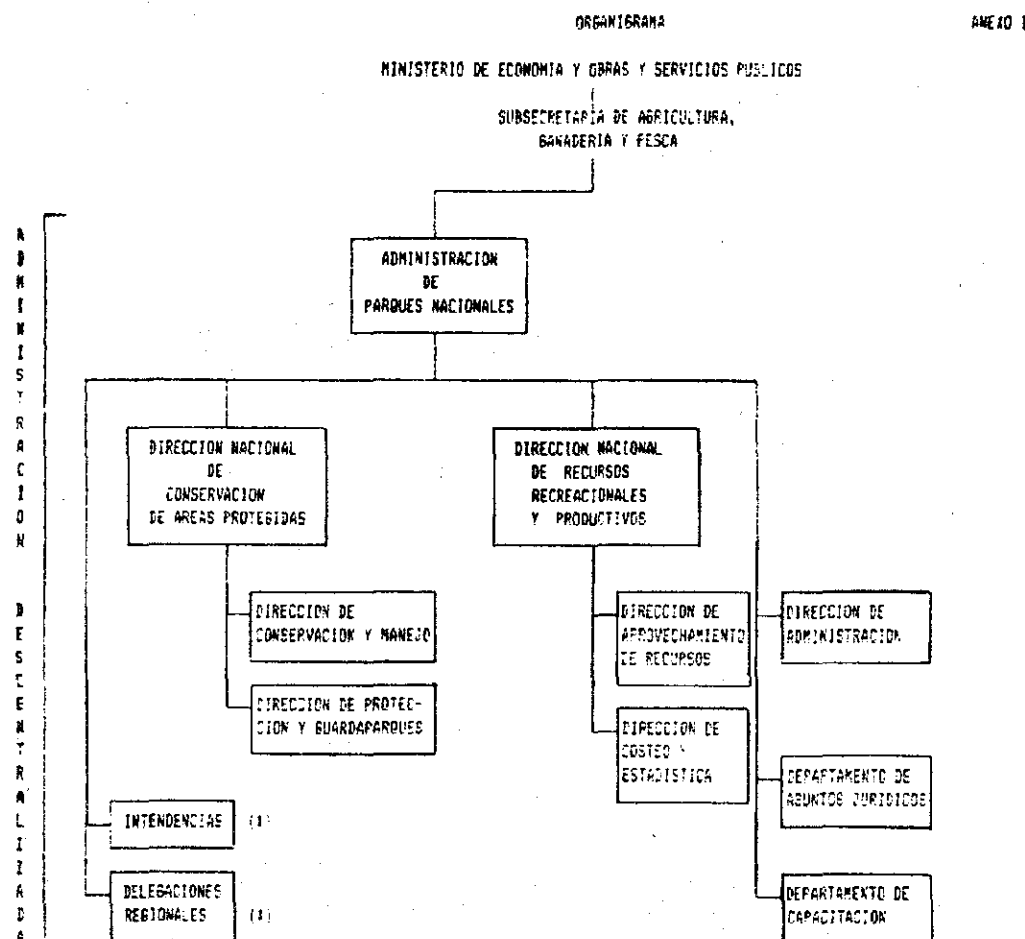 ORGANIGRAMA
ANEXO I
MINISTERIO DE ECONOMIA Y OBRAS Y SERVICIOS PUBLICOS
SUBSECRETARIA DE AGRICULTURA,
GANADERIA Y PESCA
ADMINISTRACION DESCENTRALIZADA
ADMINISTRACION
DE
PARQUES NACIONALES
DIRECCION NACIONAL
DE
CONSERVACION
DE AREAS PROTEGIDAS
DIRECCION NACIONAL
DE RECURSOS
RECREACIONALES
Y PRODUCTIVOS
DIRECCION DE
CONSERVACION Y MANEJO
DIRECCION DE PROTEC-
CION Y GUARDAPARQUES
DIRECCION DE
APROVECHAMIENTO
DE RECURSOS
DIRECCION DE
COSTEO Y
ESTADISTICA
DIRECCION DE
ADMINISTRACION
DEPARTAMENTO DE
ASUNTOS JURIDICOS
DEPARTAMENTO DE
CAPACITACION
INTENDENCIAS (1)
DELEGACIONES
REGIONALES (1)